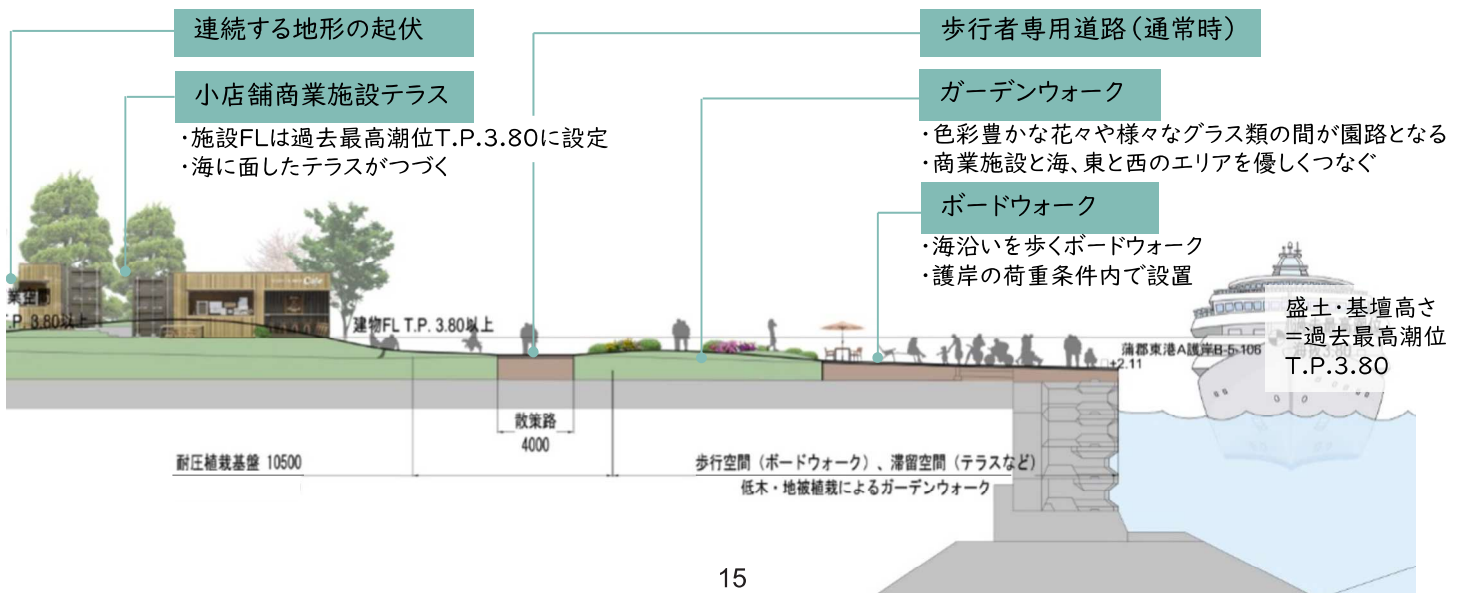 連続する地形の起伏
小店舗商業施設テラス
・施設FLは過去最高潮位T.P.3.80に設定
・海に面したテラスがつづく
歩行者専用道路（通常時）
ガーデンウォーク
・色彩豊かな花々や様々なグラス類の間が園路となる
・商業施設と海、東と西のエリアを優しくつなぐ
ボードウォーク
・海沿いを歩くボードウォーク
・護岸の荷重条件内で設置
盛土・基壇高さ
=過去最高潮位
T.P.3.80
Cafe
T.P. 3.80以上
建物FL T.P. 3.80以上
蒲郡東港A護岸B-5-106
+2.11
散策路
4000
耐圧植栽基盤 10500
歩行空間（ボードウォーク）、滞留空間（テラスなど）
低木・地被植栽によるガーデンウォーク
15